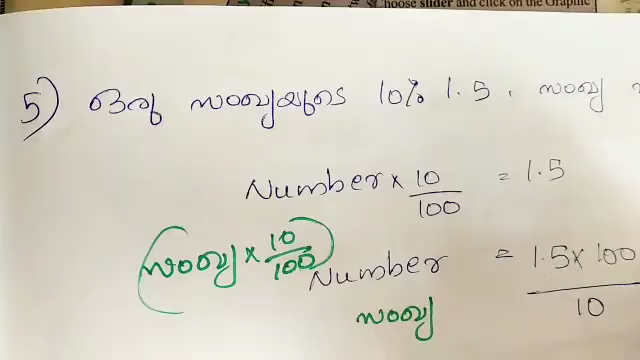 Choose slider and click on the Graphic
5) ഒരു സംഖ്യയുടെ 10% 1.5, സംഖ്യ
Number × 10/100 = 1.5
(സംഖ്യ × 10/100)
Number = 1.5 × 100/10
സംഖ്യ